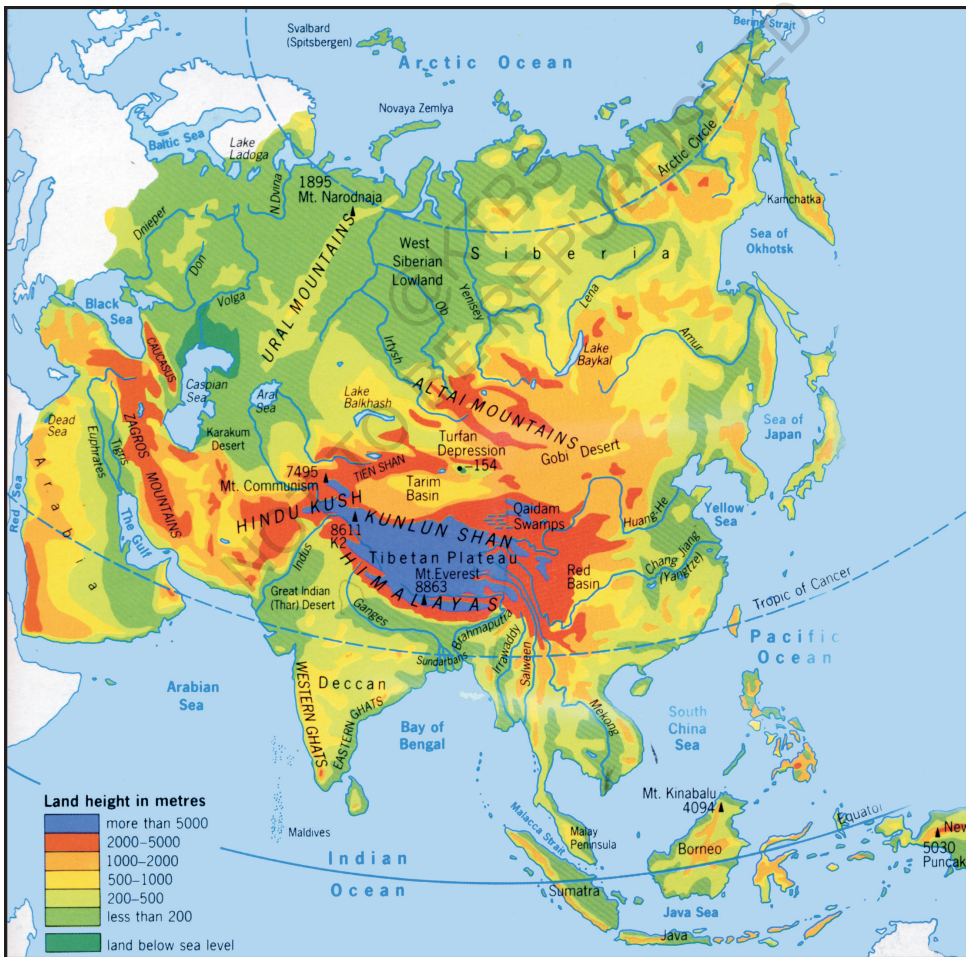 Svalbard
(Spitsbergen)
Arctic Ocean
Bering Strait
Novaya Zemlya
Baltic Sea
Lake
Ladoga
N.Dvina
1895
Mt. Narodnaja
Arctic Circle
Kamchatka
Sea of
Okhotsk
Dnieper
Don
Volga
URAL MOUNTAINS
West
Siberian
Lowland
Ob
Yenisey
Siberia
Lena
Irtysh
Lake
Baykal
Amur
Black
Sea
CAUCASUS
Caspian
Sea
Aral
Sea
Lake
Balkhash
ALTAI MOUNTAINS
Gobi Desert
Sea of
Japan
Dead
Sea
Euphrates
Tigris
ZAGROS MOUNTAINS
Karakum
Desert
Turfan
Depression
-154
TIEN SHAN
Tarim
Basin
7495
Mt. Communism
HINDU KUSH
KUNLUN SHAN
Qaidam
Swamps
Huang-He
Yellow
Sea
Red Sea
Arabia
The Gulf
8611
K2
Indus
Tibetan Plateau
Mt.Everest
8863
HIMALAYAS
Red
Basin
Chang Jiang
(Yangtze)
Great Indian
(Thar) Desert
Ganges
Brahmaputra
Sundarbans
Irrawaddy
Salween
Tropic of Cancer
Pacific
Ocean
Arabian
Sea
WESTERN GHATS
Deccan
EASTERN GHATS
Bay of
Bengal
Mekong
South
China
Sea
Maldives
Malacca Strait
Malay
Peninsula
Mt. Kinabalu
4094
Borneo
Equator
New
5030
Puncak
Indian
Ocean
Sumatra
Java Sea
Java
Land height in metres
more than 5000
2000–5000
1000–2000
500–1000
200–500
less than 200
land below sea level